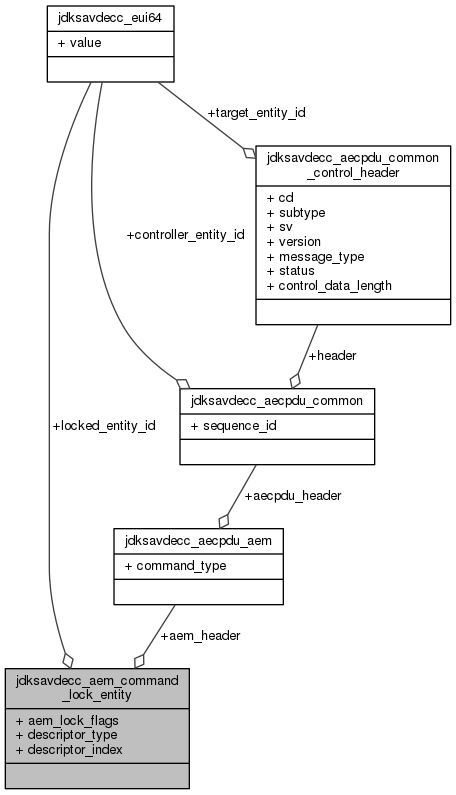 jdksavdecc_eui64
+ value
+target_entity_id
jdksavdecc_aecpdu_common
_control_header
+ cd
+ subtype
+ sv
+ version
+ message_type
+ status
+ control_data_length
+controller_entity_id
+header
jdksavdecc_aecpdu_common
+ sequence_id
+locked_entity_id
+aecpdu_header
jdksavdecc_aecpdu_aem
+ command_type
+aem_header
jdksavdecc_aem_command
_lock_entity
+ aem_lock_flags
+ descriptor_type
+ descriptor_index